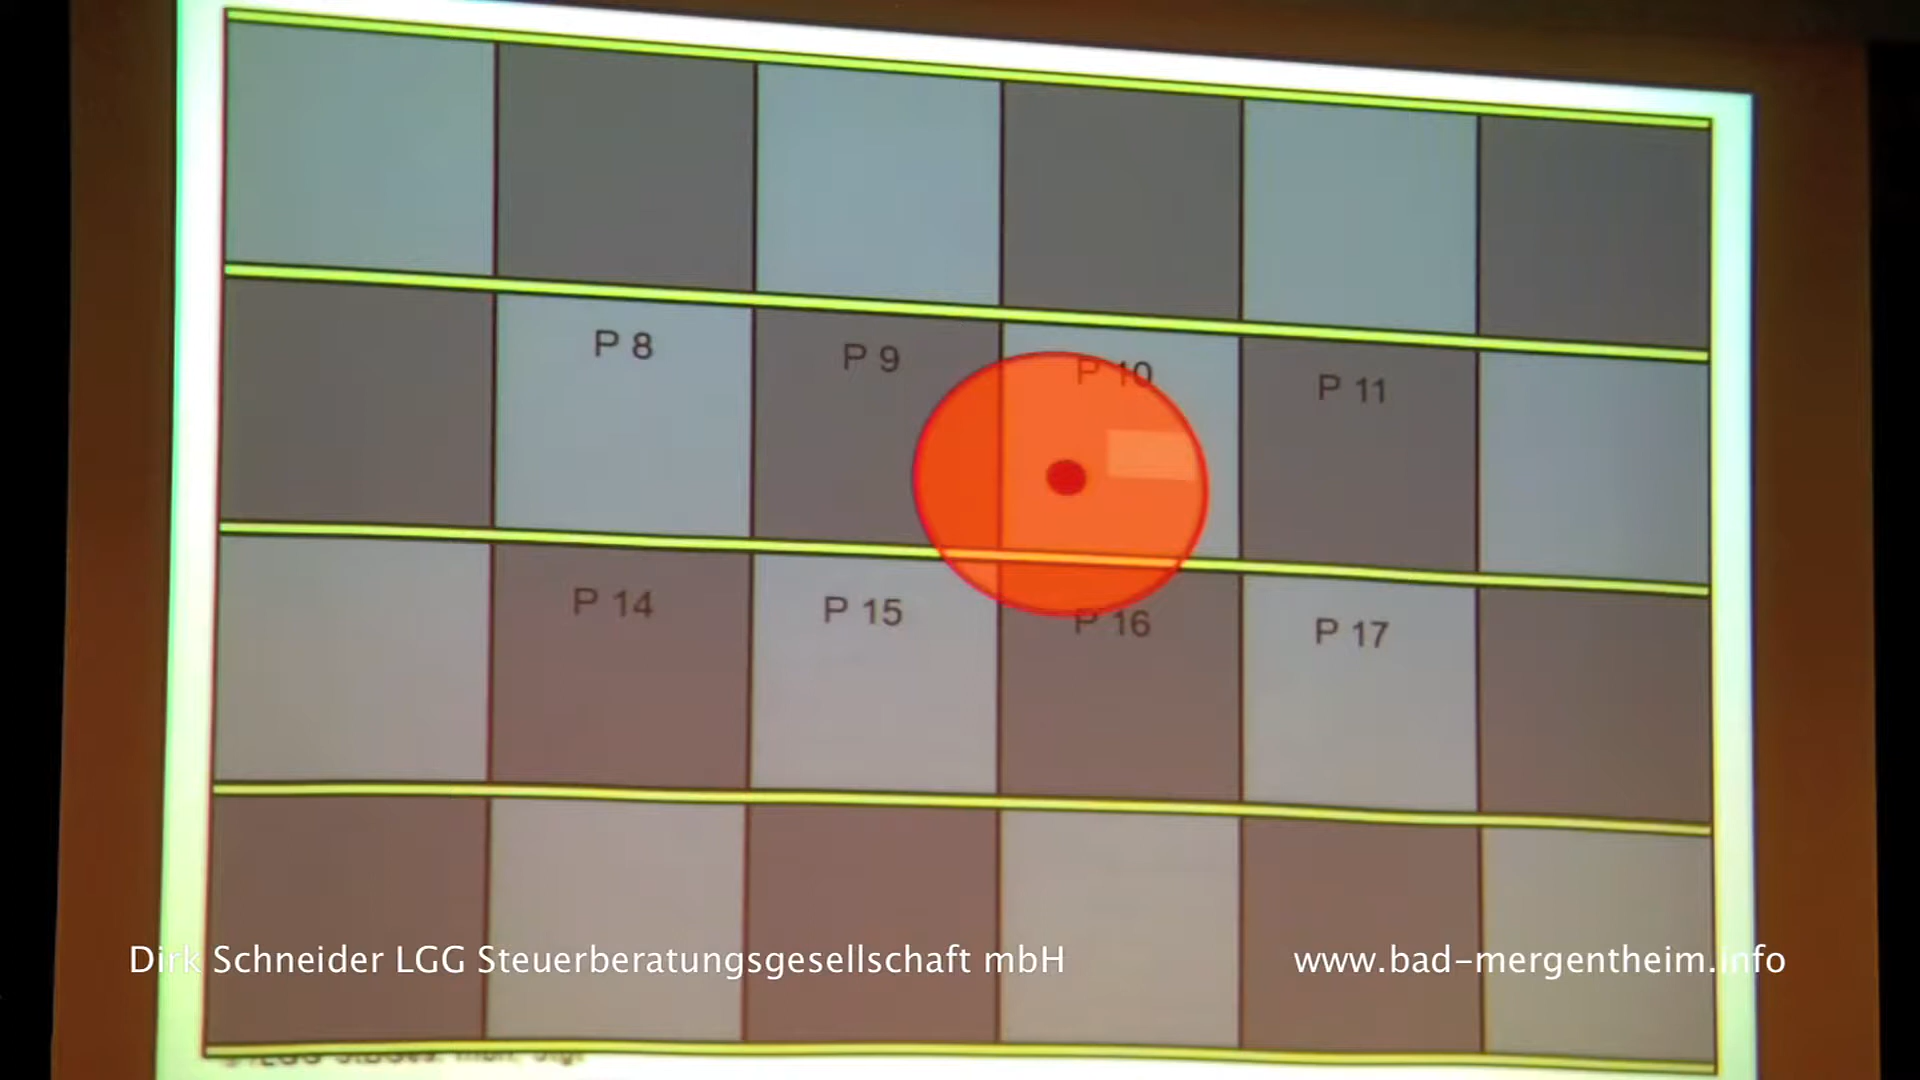 P 8 P 9 P 10 P 11
P 14 P 15 P 16 P 17
Dirk Schneider LGG Steuerberatungsgesellschaft mbH www.bad-mergentheim.info